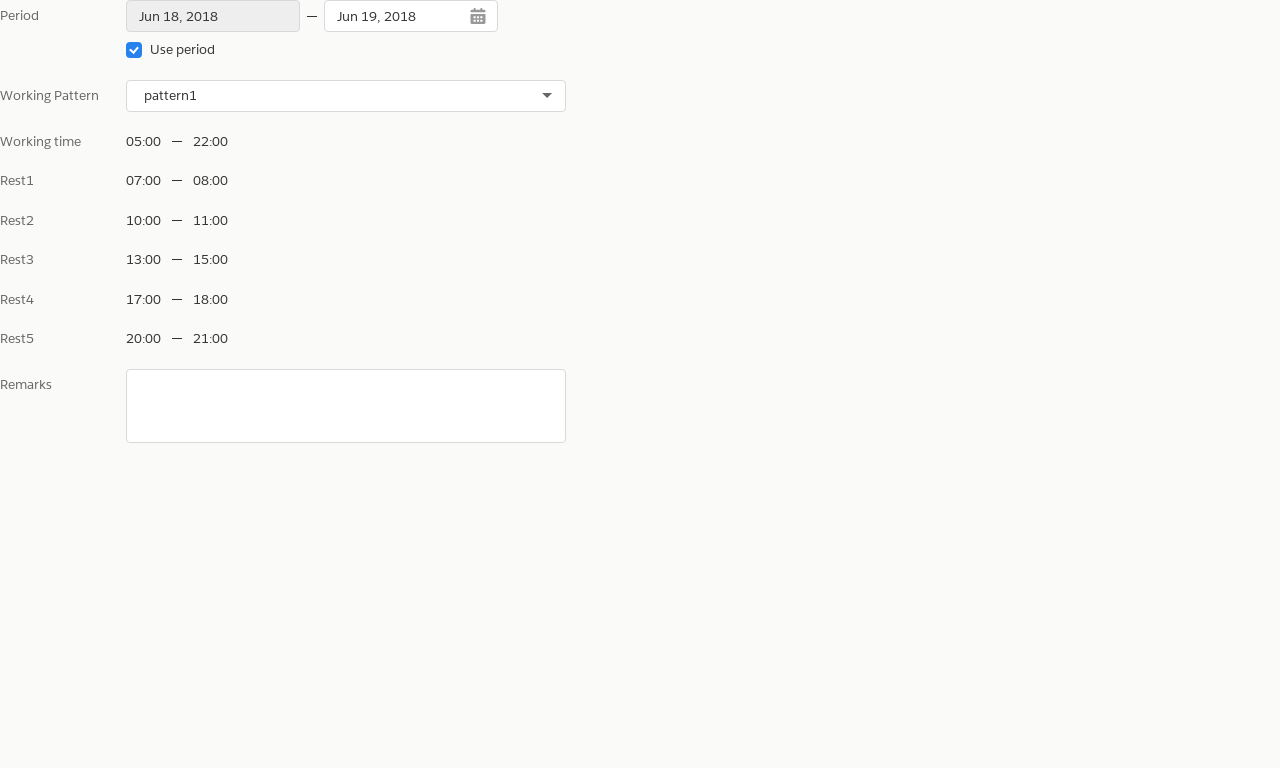 Period Jun 18, 2018 — Jun 19, 2018
Use period
Working Pattern pattern1
Working time 05:00 — 22:00
Rest1 07:00 — 08:00
Rest2 10:00 — 11:00
Rest3 13:00 — 15:00
Rest4 17:00 — 18:00
Rest5 20:00 — 21:00
Remarks